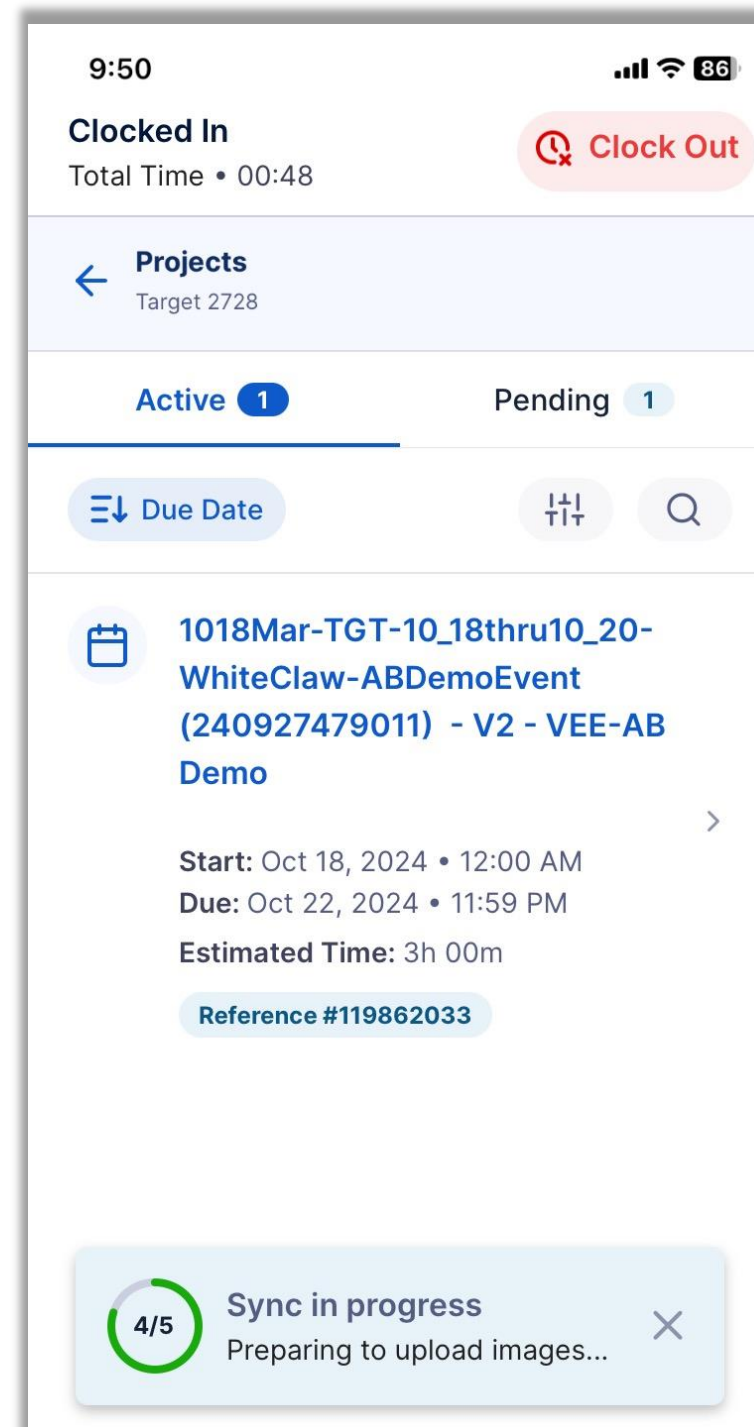 9:50
86
Clocked In
Clock Out
Total Time • 00:48
Projects
Target 2728
Active 1
Pending 1
Due Date
1018Mar-TGT-10_18thru10_20-
WhiteClaw-ABDemoEvent
(240927479011) - V2 - VEE-AB
Demo
Start: Oct 18, 2024 • 12:00 AM
Due: Oct 22, 2024 • 11:59 PM
Estimated Time: 3h 00m
Reference #119862033
4/5
Sync in progress
Preparing to upload images...